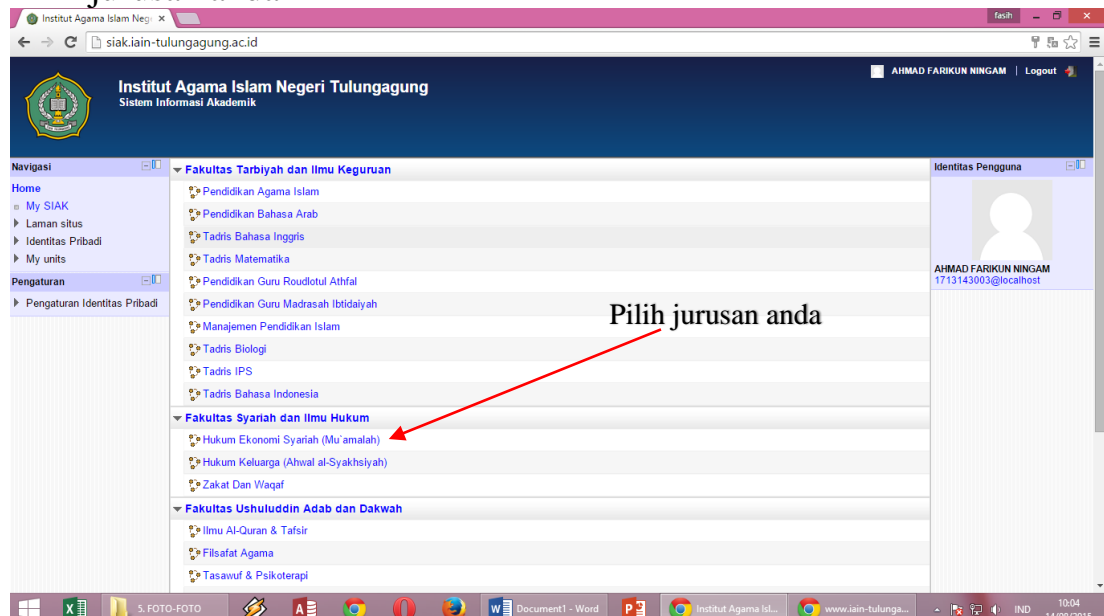 Institut Agama Islam Nege
fasih
siak.iain-tulungagung.ac.id
AHMAD FARIKUN NINGAM | Logout
Institut Agama Islam Negeri Tulungagung
Sistem Informasi Akademik
Navigasi
Home
My SIAK
Laman situs
Identitas Pribadi
My units
Pengaturan
Pengaturan Identitas Pribadi
Fakultas Tarbiyah dan Ilmu Keguruan
Pendidikan Agama Islam
Pendidikan Bahasa Arab
Tadris Bahasa Inggris
Tadris Matematika
Pendidikan Guru Roudlotul Athfal
Pendidikan Guru Madrasah Ibtidaiyah
Manajemen Pendidikan Islam
Tadris Biologi
Tadris IPS
Tadris Bahasa Indonesia
Fakultas Syariah dan Ilmu Hukum
Hukum Ekonomi Syariah (Mu`amalah)
Hukum Keluarga (Ahwal al-Syakhsiyah)
Zakat Dan Waqaf
Fakultas Ushuluddin Adab dan Dakwah
Ilmu Al-Quran & Tafsir
Filsafat Agama
Tasawuf & Psikoterapi
Pilih jurusan anda
Identitas Pengguna
AHMAD FARIKUN NINGAM
1713143003@localhost
5. FOTO-FOTO
Document1 - Word
Institut Agama Isl...
www.iain-tulunga...
IND
10:04